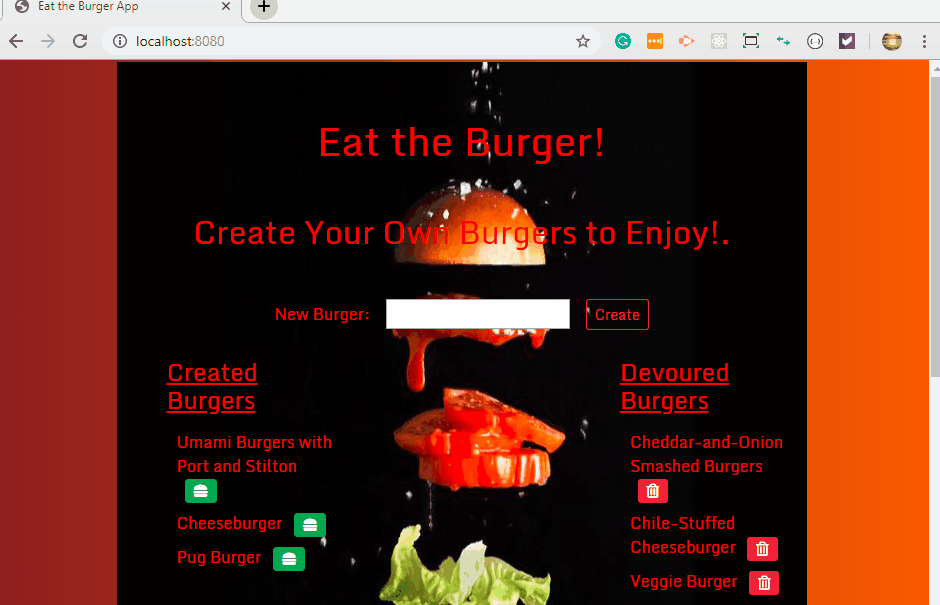 Eat the Burger App
localhost:8080
Eat the Burger!
Create Your Own Burgers to Enjoy!.
New Burger:
Create
Created
Burgers
Umami Burgers with
Port and Stilton
Cheeseburger
Pug Burger
Devoured
Burgers
Cheddar-and-Onion
Smashed Burgers
Chile-Stuffed
Cheeseburger
Veggie Burger